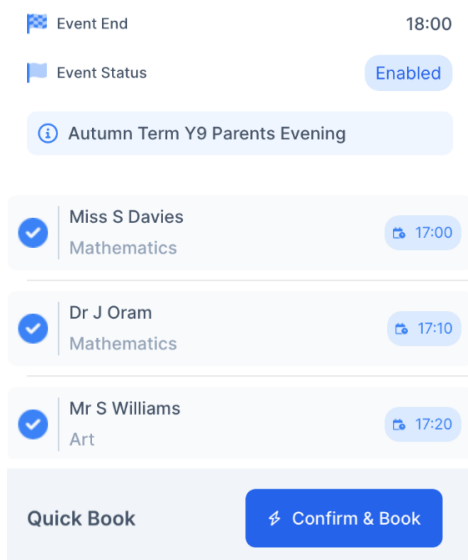 Event End 18:00
Event Status Enabled
Autumn Term Y9 Parents Evening
Miss S Davies
Mathematics
17:00
Dr J Oram
Mathematics
17:10
Mr S Williams
Art
17:20
Quick Book Confirm & Book